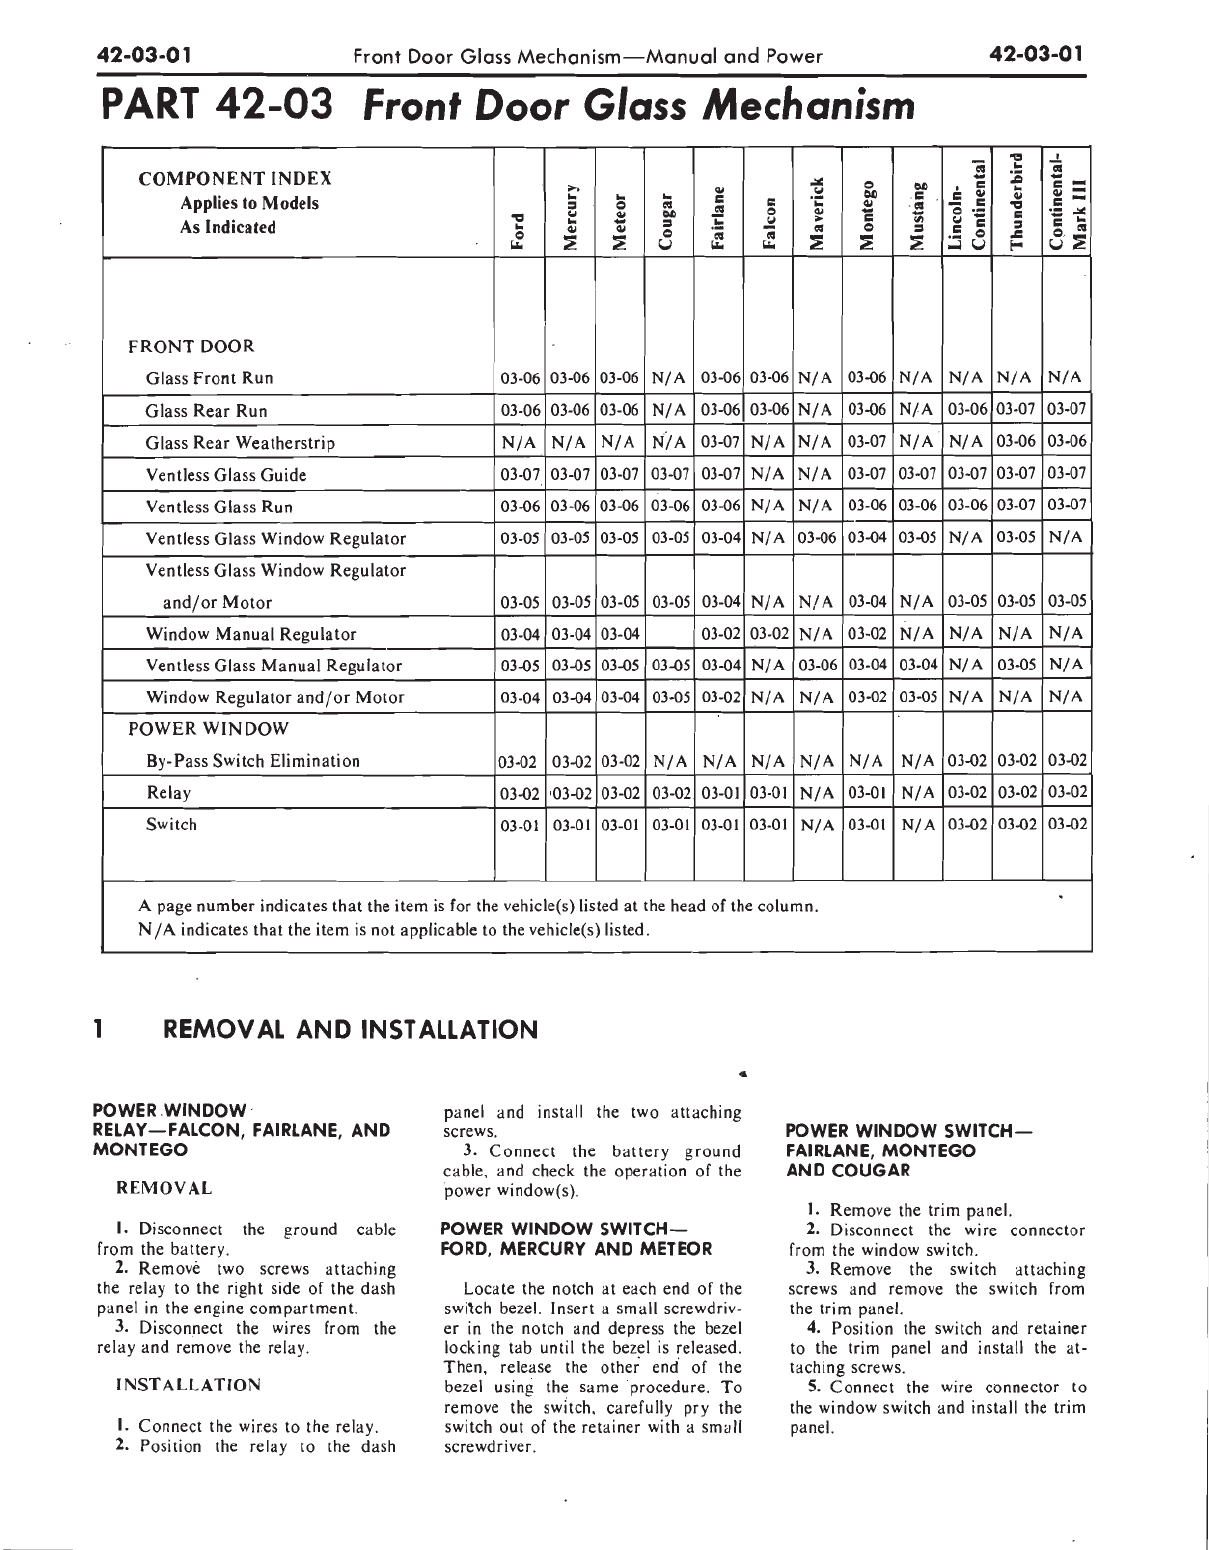 42-03-01 Front Door Glass Mechanism—Manual and Power 42-03-01
PART 42-03 Front Door Glass Mechanism
COMPONENT INDEX
Applies to Models
As Indicated
Ford
Mercury
Meteor
Cougar
Fairlane
Falcon
Maverick
Montego
Mustang
Lincoln-
Continental
Thunderbird
Continental-
Mark III
FRONT DOOR
Glass Front Run 03-06 03-06 03-06 N/A 03-06 03-06 N/A 03-06 N/A N/A N/A N/A
Glass Rear Run 03-06 03-06 03-06 N/A 03-06 03-06 N/A 03-06 N/A 03-06 03-07 03-07
Glass Rear Weatherstrip N/A N/A N/A N/A 03-07 N/A N/A 03-07 N/A N/A 03-06 03-06
Ventless Glass Guide 03-07 03-07 03-07 03-07 03-07 N/A N/A 03-07 03-07 03-07 03-07 03-07
Ventless Glass Run 03-06 03-06 03-06 03-06 03-06 N/A N/A 03-06 03-06 03-06 03-07 03-07
Ventless Glass Window Regulator 03-05 03-05 03-05 03-05 03-04 N/A 03-06 03-04 03-05 N/A 03-05 N/A
Ventless Glass Window Regulator
and/or Motor 03-05 03-05 03-05 03-05 03-04 N/A N/A 03-04 N/A 03-05 03-05 03-05
Window Manual Regulator 03-04 03-04 03-04 03-02 03-02 N/A 03-02 N/A N/A N/A N/A
Ventless Glass Manual Regulator 03-05 03-05 03-05 03-05 03-04 N/A 03-06 03-04 03-04 N/A 03-05 N/A
Window Regulator and/or Motor 03-04 03-04 03-04 03-05 03-02 N/A N/A 03-02 03-05 N/A N/A N/A
POWER WINDOW
By-Pass Switch Elimination 03-02 03-02 03-02 N/A N/A N/A N/A N/A N/A 03-02 03-02 03-02
Relay 03-02 03-02 03-02 03-02 03-01 03-01 N/A 03-01 N/A 03-02 03-02 03-02
Switch 03-01 03-01 03-01 03-01 03-01 03-01 N/A 03-01 N/A 03-02 03-02 03-02
A page number indicates that the item is for the vehicle(s) listed at the head of the column.
N/A indicates that the item is not applicable to the vehicle(s) listed.
1 REMOVAL AND INSTALLATION
POWER WINDOW
RELAY—FALCON, FAIRLANE, AND
MONTEGO
REMOVAL
1. Disconnect the ground cable
from the battery.
2. Remove two screws attaching
the relay to the right side of the dash
panel in the engine compartment.
3. Disconnect the wires from the
relay and remove the relay.
INSTALLATION
1. Connect the wires to the relay.
2. Position the relay to the dash
panel and install the two attaching
screws.
3. Connect the battery ground
cable, and check the operation of the
power window(s).
POWER WINDOW SWITCH—
FORD, MERCURY AND METEOR
Locate the notch at each end of the
switch bezel. Insert a small screwdriv-
er in the notch and depress the bezel
locking tab until the bezel is released.
Then, release the other end of the
bezel using the same procedure. To
remove the switch, carefully pry the
switch out of the retainer with a small
screwdriver.
POWER WINDOW SWITCH—
FAIRLANE, MONTEGO
AND COUGAR
1. Remove the trim panel.
2. Disconnect the wire connector
from the window switch.
3. Remove the switch attaching
screws and remove the switch from
the trim panel.
4. Position the switch and retainer
to the trim panel and install the at-
taching screws.
5. Connect the wire connector to
the window switch and install the trim
panel.